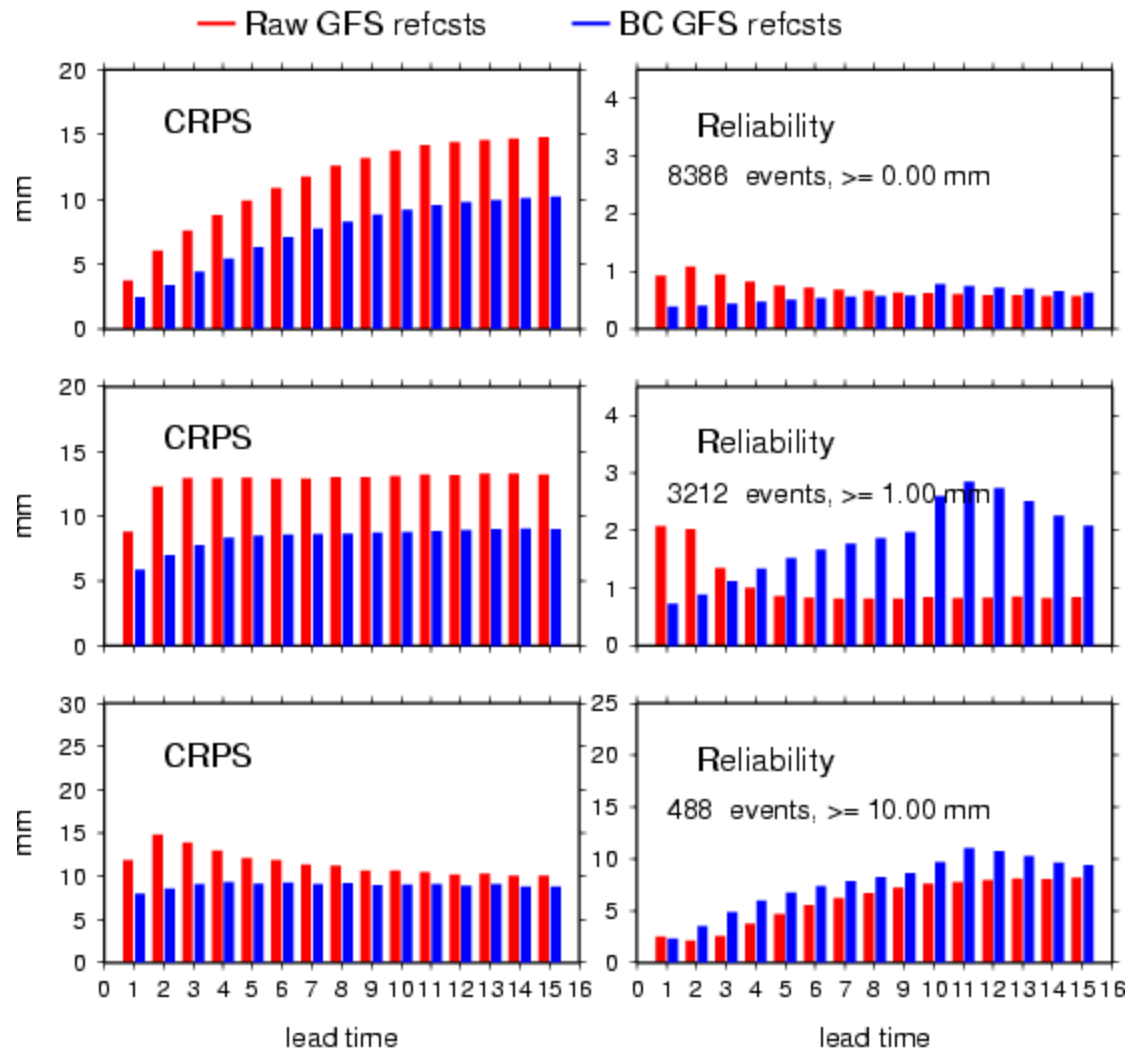 Raw GFS refcsts BC GFS refcsts
20
15
10
5
0
mm
CRPS
4
3
2
1
0
Reliability
8386 events, >= 0.00 mm
20
15
10
5
0
mm
CRPS
4
3
2
1
0
Reliability
3212 events, >= 1.00 mm
30
25
20
15
10
5
0
mm
CRPS
0 1 2 3 4 5 6 7 8 9 10 11 12 13 14 15 16
lead time
25
20
15
10
5
0
Reliability
488 events, >= 10.00 mm
0 1 2 3 4 5 6 7 8 9 10 11 12 13 14 15 16
lead time